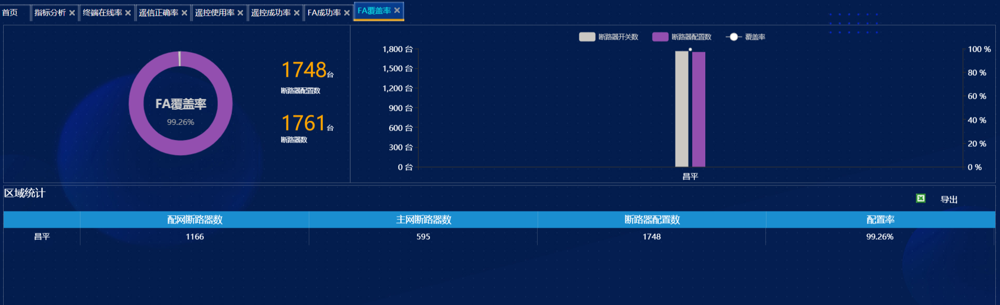 首页 指标分析 终端在线率 遥信正确率 遥控使用率 遥控成功率 FA成功率 FA覆盖率
FA覆盖率
99.26%
1748台
断路器配置数
1761台
断路器数
断路器开关数 断路器配置数 覆盖率
1,800 台
1,500 台
1,200 台
900 台
600 台
300 台
0 台
100 %
80 %
60 %
40 %
20 %
0 %
昌平
区域统计
导出
配网断路器数 主网断路器数 断路器配置数 配置率
昌平 1166 595 1748 99.26%